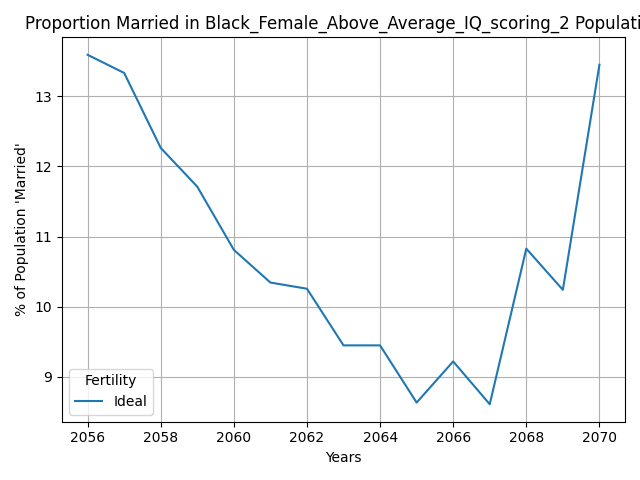 Proportion Married in Black_Female_Above_Average_IQ_scoring_2 Populati
% of Population 'Married'
13
12
11
10
9
Fertility
Ideal
2056 2058 2060 2062 2064 2066 2068 2070
Years